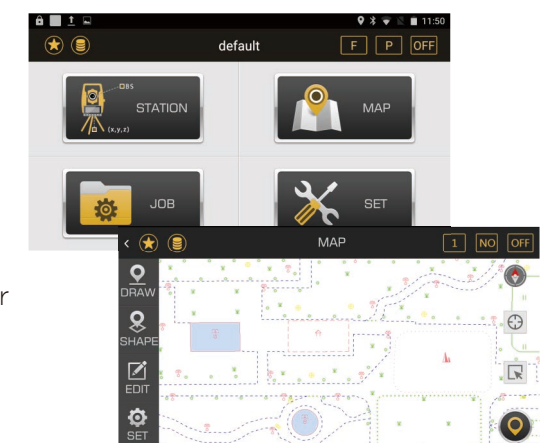 11:50
default
F P OFF
BS
(x,y,z)
STATION
MAP
JOB
SET
MAP
1 NO OFF
DRAW
SHAPE
EDIT
SET
r